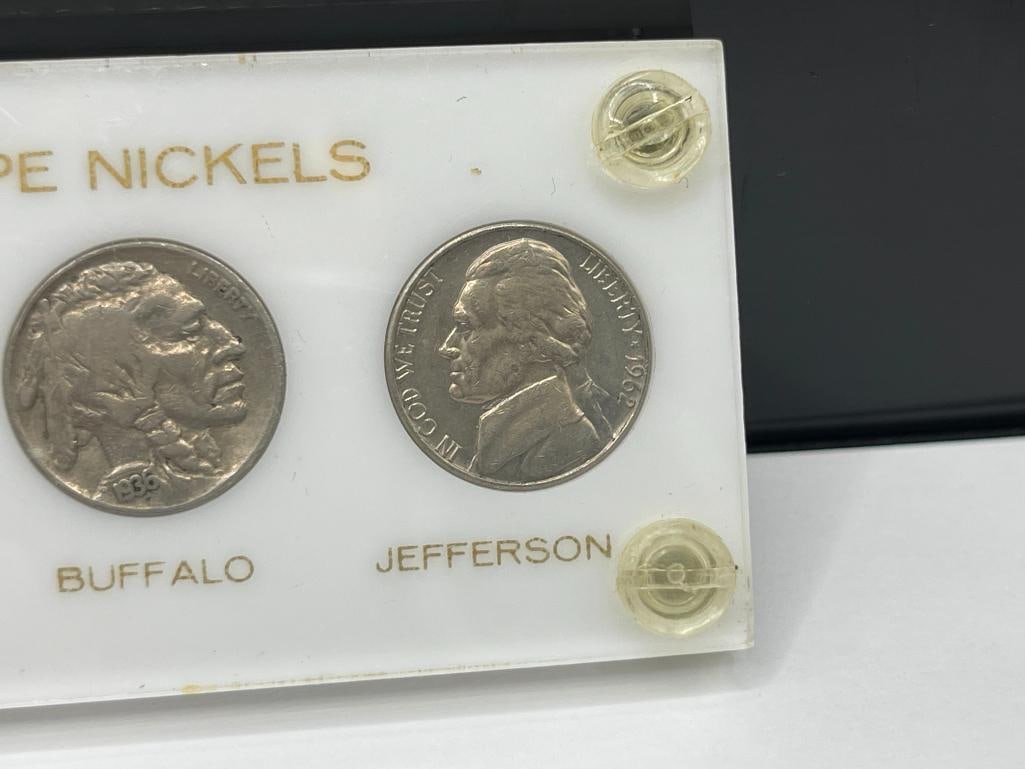 PE NICKELS
LIBERTY
1936
IN GOD WE TRUST
LIBERTY ★ 1962
BUFFALO
JEFFERSON